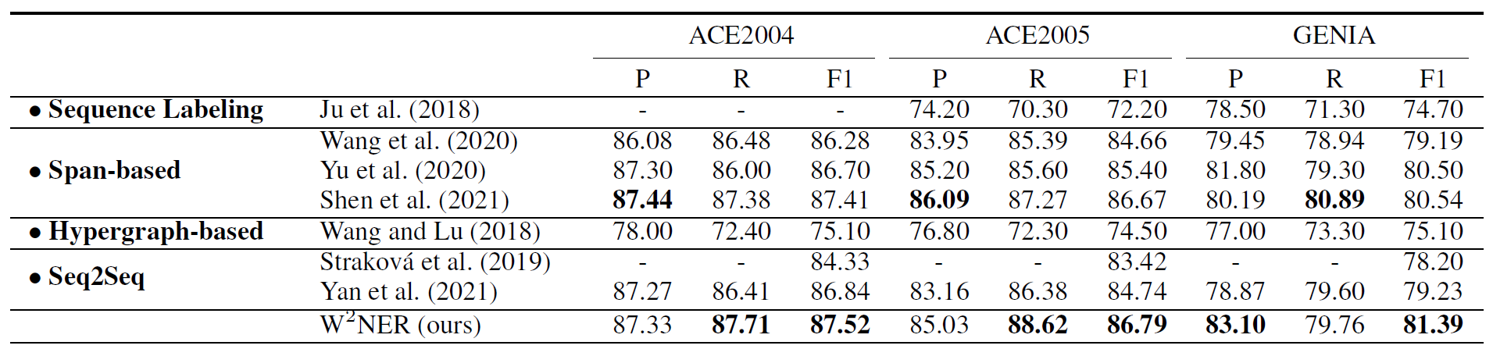 ACE2004 ACE2005 GENIA
P R F1 P R F1 P R F1
• Sequence Labeling Ju et al. (2018) - - - 74.20 70.30 72.20 78.50 71.30 74.70
Wang et al. (2020) 86.08 86.48 86.28 83.95 85.39 84.66 79.45 78.94 79.19
• Span-based Yu et al. (2020) 87.30 86.00 86.70 85.20 85.60 85.40 81.80 79.30 80.50
Shen et al. (2021) 87.44 87.38 87.41 86.09 87.27 86.67 80.19 80.89 80.54
• Hypergraph-based Wang and Lu (2018) 78.00 72.40 75.10 76.80 72.30 74.50 77.00 73.30 75.10
• Seq2Seq Straková et al. (2019) - - 84.33 - - 83.42 - - 78.20
Yan et al. (2021) 87.27 86.41 86.84 83.16 86.38 84.74 78.87 79.60 79.23
W²NER (ours) 87.33 87.71 87.52 85.03 88.62 86.79 83.10 79.76 81.39